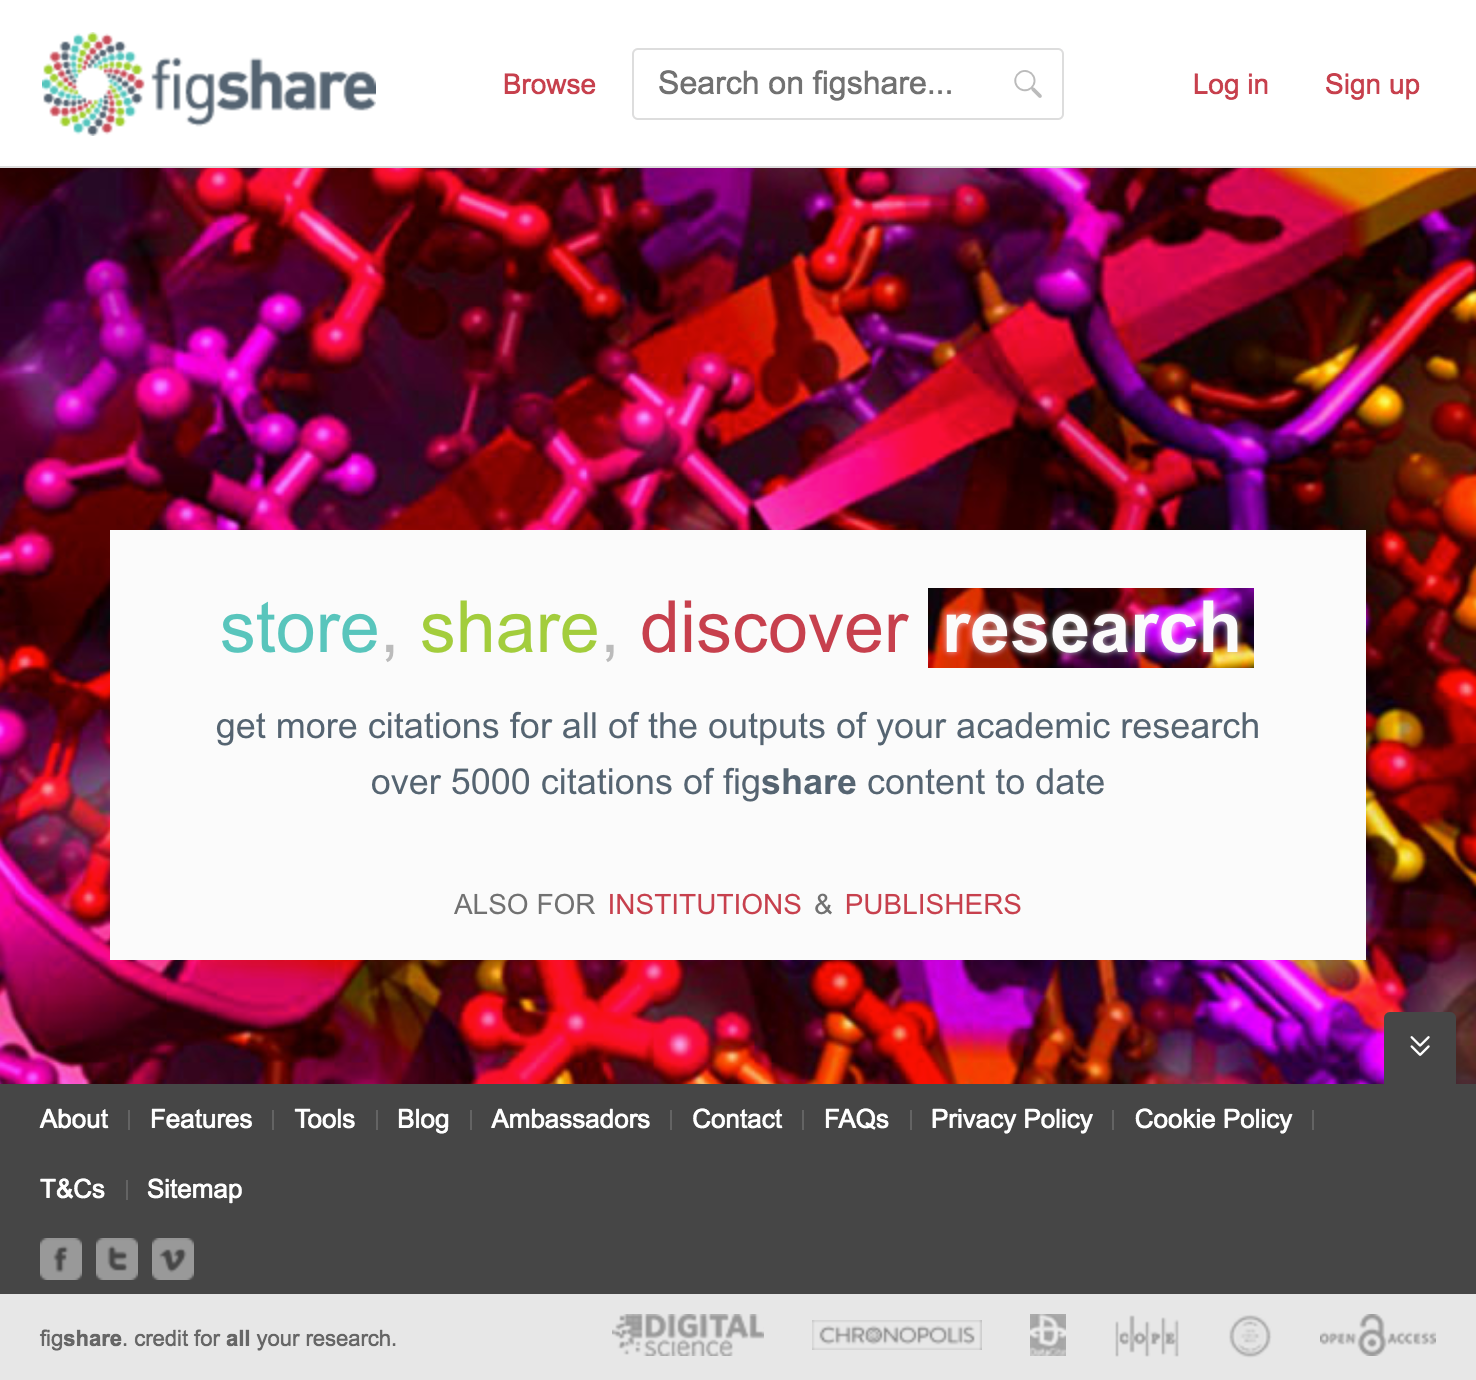 figshare
Browse
Search on figshare...
Log in
Sign up
store, share, discover research
get more citations for all of the outputs of your academic research
over 5000 citations of figshare content to date
ALSO FOR INSTITUTIONS & PUBLISHERS
About | Features | Tools | Blog | Ambassadors | Contact | FAQs | Privacy Policy | Cookie Policy |
T&Cs | Sitemap
figshare. credit for all your research.
DIGITAL
science
CHRONOPOLIS
COPE
OPEN ACCESS